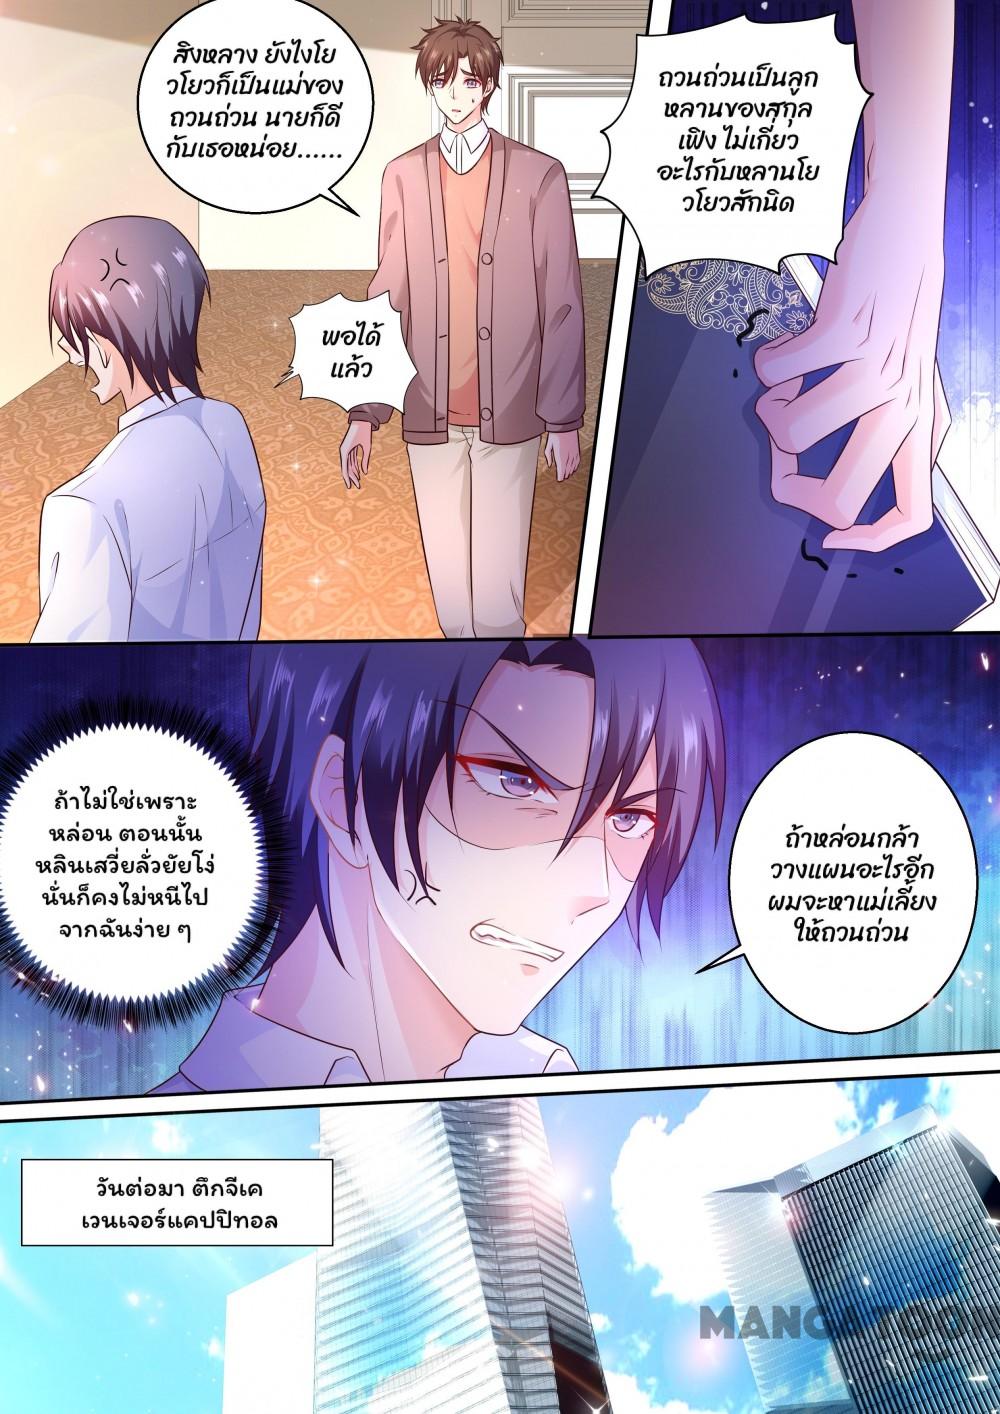 สิงหลาง ยังไงโย
วโยวก็เป็นแม่ของ
ถวนถ่วน นายก็ดี
กับเธอหน่อย......
พอได้
แล้ว
ถวนถ่วนเป็นลูก
หลานของสกุล
เฟิง ไม่เกี่ยว
อะไรกับหลานโย
วโยวสักนิด
ถ้าไม่ใช่เพราะ
หล่อน ตอนนั้น
หลินเสวี่ยลั่วยัยโง่
นั่นก็คงไม่หนีไป
จากฉันง่าย ๆ
ถ้าหล่อนกล้า
วางแผนอะไรอีก
ผมจะหาแม่เลี้ยง
ให้ถวนถ่วน
วันต่อมา ตึกจีเค
เวนเจอร์แคปปิทอล
MANGATOON